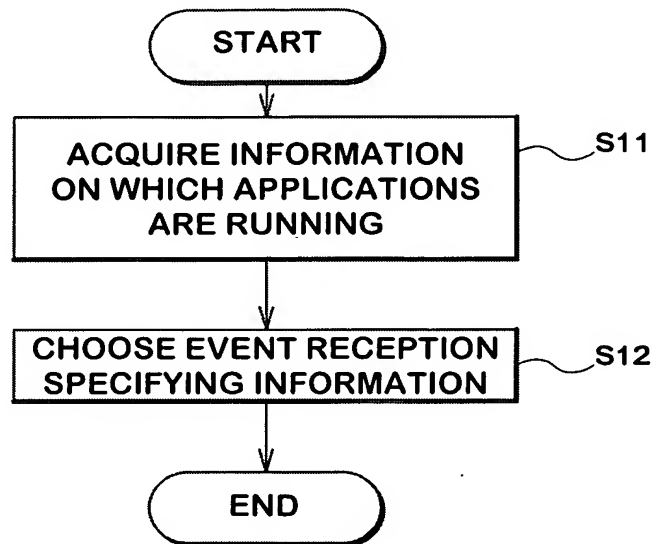 START
ACQUIRE INFORMATION
ON WHICH APPLICATIONS
ARE RUNNING
S11
CHOOSE EVENT RECEPTION
SPECIFYING INFORMATION
S12
END